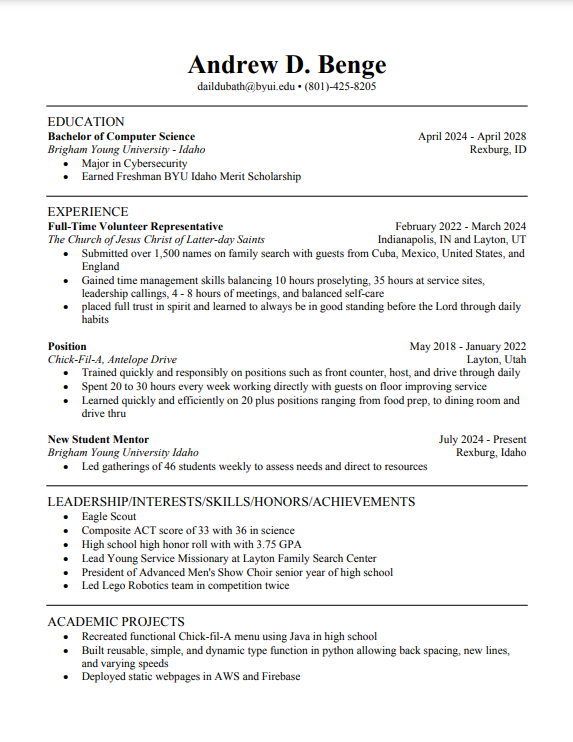 Andrew D. Benge
daildubath@byui.edu • (801)-425-8205
EDUCATION
Bachelor of Computer Science April 2024 - April 2028
Brigham Young University - Idaho Rexburg, ID
• Major in Cybersecurity
• Earned Freshman BYU Idaho Merit Scholarship
EXPERIENCE
Full-Time Volunteer Representative February 2022 - March 2024
The Church of Jesus Christ of Latter-day Saints Indianapolis, IN and Layton, UT
• Submitted over 1,500 names on family search with guests from Cuba, Mexico, United States, and
England
• Gained time management skills balancing 10 hours proselyting, 35 hours at service sites,
leadership callings, 4 - 8 hours of meetings, and balanced self-care
• placed full trust in spirit and learned to always be in good standing before the Lord through daily
habits
Position May 2018 - January 2022
Chick-Fil-A, Antelope Drive Layton, Utah
• Trained quickly and responsibly on positions such as front counter, host, and drive through daily
• Spent 20 to 30 hours every week working directly with guests on floor improving service
• Learned quickly and efficiently on 20 plus positions ranging from food prep, to dining room and
drive thru
New Student Mentor July 2024 - Present
Brigham Young University Idaho Rexburg, Idaho
• Led gatherings of 46 students weekly to assess needs and direct to resources
LEADERSHIP/INTERESTS/SKILLS/HONORS/ACHIEVEMENTS
• Eagle Scout
• Composite ACT score of 33 with 36 in science
• High school high honor roll with with 3.75 GPA
• Lead Young Service Missionary at Layton Family Search Center
• President of Advanced Men's Show Choir senior year of high school
• Led Lego Robotics team in competition twice
ACADEMIC PROJECTS
• Recreated functional Chick-fil-A menu using Java in high school
• Built reusable, simple, and dynamic type function in python allowing back spacing, new lines,
and varying speeds
• Deployed static webpages in AWS and Firebase